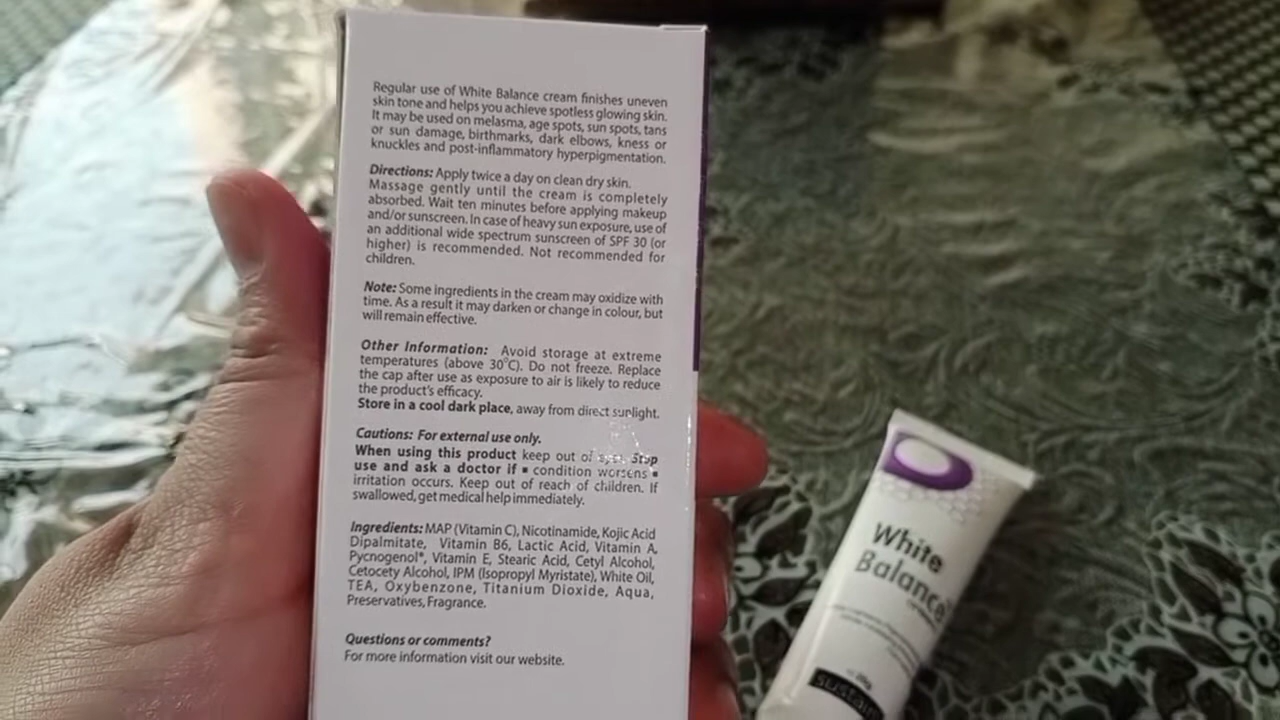 Regular use of White Balance cream finishes uneven
skin tone and helps you achieve spotless glowing skin.
It may be used on melasma, age spots, sun spots, tans
or sun damage, birthmarks, dark elbows, kness or
knuckles and post-inflammatory hyperpigmentation.
Directions: Apply twice a day on clean dry skin.
Massage gently until the cream is completely
absorbed. Wait ten minutes before applying makeup
and/or sunscreen. In case of heavy sun exposure, use of
an additional wide spectrum sunscreen of SPF 30 (or
higher) is recommended. Not recommended for
children.
Note: Some ingredients in the cream may oxidize with
time. As a result it may darken or change in colour, but
will remain effective.
Other Information: Avoid storage at extreme
temperatures (above 30°C). Do not freeze. Replace
the cap after use as exposure to air is likely to reduce
the product's efficacy.
Store in a cool dark place, away from direct sunlight.
Cautions: For external use only.
When using this product keep out of eyes. Stop
use and ask a doctor if ▪ condition worsens ▪
irritation occurs. Keep out of reach of children. If
swallowed, get medical help immediately.
Ingredients: MAP (Vitamin C), Nicotinamide, Kojic Acid
Dipalmitate, Vitamin B6, Lactic Acid, Vitamin A,
Pycnogenol®, Vitamin E, Stearic Acid, Cetyl Alcohol,
Cetocety Alcohol, IPM (Isopropyl Myristate), White Oil,
TEA, Oxybenzone, Titanium Dioxide, Aqua,
Preservatives, Fragrance.
Questions or comments?
For more information visit our website.
White
Balance